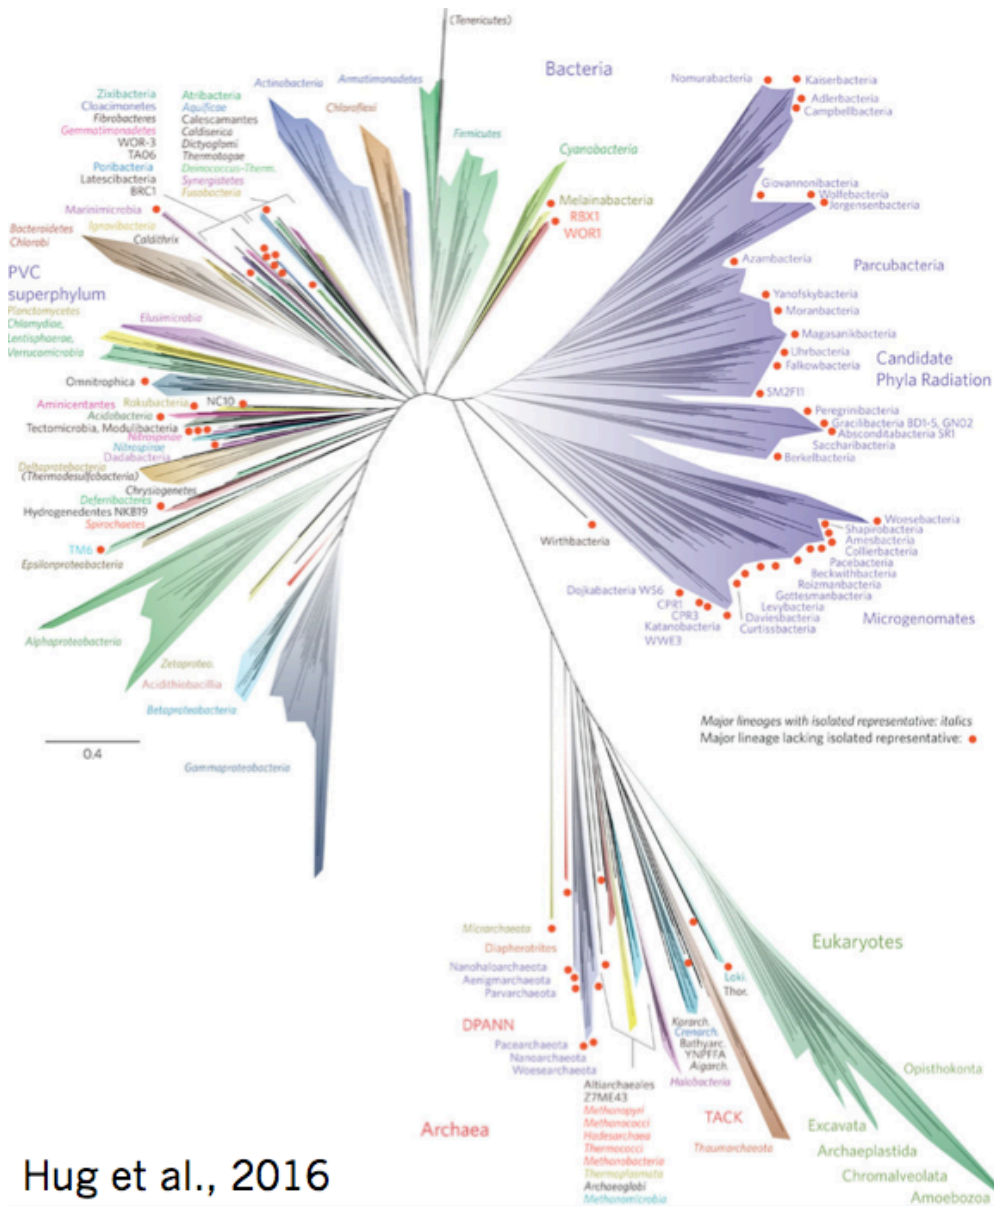 (Tenericutes)
Bacteria
Nomurabacteria
Kaiserbacteria
Adlerbacteria
Campbellbacteria
Armatimonadetes
Actinobacteria
Zixibacteria
Cloacimonetes
Fibrobacteres
Gemmatimonadetes
WOR-3
TA06
Poribacteria
Latescibacteria
BRC1
Atribacteria
Aquificae
Calescamantes
Caldiserica
Dictyoglomi
Thermotogae
Deinococcus-Therm.
Synergistetes
Fusobacteria
Chloroflexi
Firmicutes
Cyanobacteria
Melainabacteria
RBX1
WOR1
Giovannonibacteria
Wolfebacteria
Jorgensenbacteria
Marinimicrobia
Bacteroidetes
Chlorobi
Ignavibacteria
Caldithrix
Azambacteria
Parcubacteria
PVC
superphylum
Planctomycetes
Chlamydiae,
Lentisphaerae,
Verrucomicrobia
Yanofskybacteria
Moranbacteria
Elusimicrobia
Magasanikbacteria
Uhrbacteria
Falkowbacteria
Candidate
Phyla Radiation
Omnitrophica
SM2F11
Aminicentantes
Rokubacteria
NC10
Acidobacteria
Tectomicrobia, Modulibacteria
Nitrospinae
Nitrospirae
Dadabacteria
Peregrinibacteria
Gracilibacteria BD1-5, GN02
Absconditabacteria SR1
Saccharibacteria
Berkelbacteria
Deltaprotebacteria
(Thermodesulfobacteria)
Chrysiogenetes
Deferribacteres
Hydrogenedentes NKB19
Spirochaetes
Wirthbacteria
Woesebacteria
Shapirobacteria
Amesbacteria
Collierbacteria
Pacebacteria
Beckwithbacteria
Roizmanbacteria
Gottesmanbacteria
Levybacteria
Daviesbacteria
Curtissbacteria
TM6
Epsilonproteobacteria
Dojkabacteria WS6
CPR1
CPR3
Katanobacteria
WWE3
Microgenomates
Alphaproteobacteria
Zetaproteo.
Acidithiobacillia
Betaproteobacteria
Major lineages with isolated representative: italics
Major lineage lacking isolated representative:
0.4
Gammaproteobacteria
Micrarchaeota
Diapherotrites
Nanohaloarchaeota
Aenigmarchaeota
Parvarchaeota
Eukaryotes
Loki.
Thor.
DPANN
Pacearchaeota
Nanoarchaeota
Woesearchaeota
Korarch.
Crenarch.
Bathyarc.
YNPFFA
Aigarch.
Opisthokonta
Altiarchaeales
Z7ME43
Methanopyri
Methanococci
Hadesarchaea
Thermococci
Methanobacteria
Thermoplasmata
Archaeoglobi
Methanomicrobia
Halobacteria
Archaea
TACK
Thaumarchaeota
Excavata
Archaeplastida
Chromalveolata
Amoebozoa
Hug et al., 2016